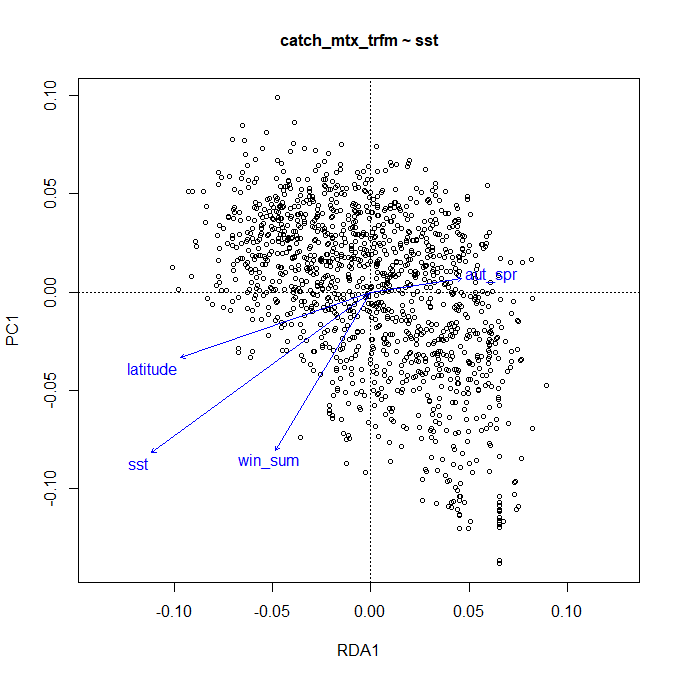 catch_mtx_trfm ~ sst
0.10
0.05
0.00
-0.05
-0.10
PC1
aut_spr
latitude
sst
win_sum
-0.10 -0.05 0.00 0.05 0.10
RDA1